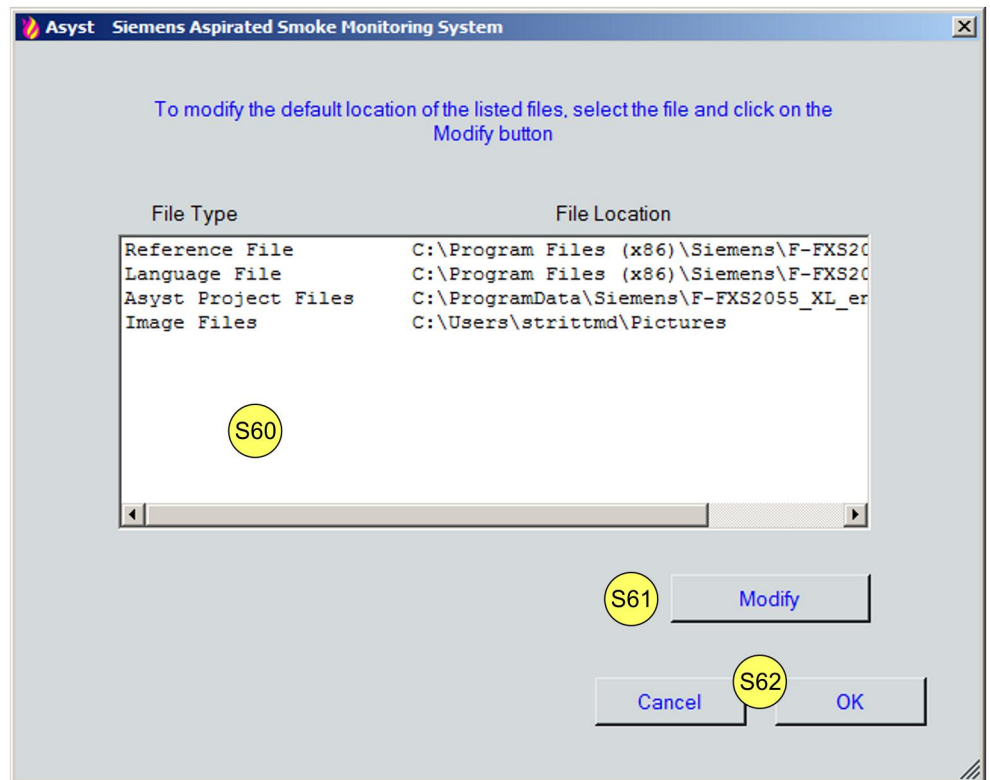 Asyst Siemens Aspirated Smoke Monitoring System
To modify the default location of the listed files, select the file and click on the
Modify button
File Type File Location
Reference File C:\Program Files (x86)\Siemens\F-FXS20
Language File C:\Program Files (x86)\Siemens\F-FXS20
Asyst Project Files C:\ProgramData\Siemens\F-FXS2055_XL_en
Image Files C:\Users\strittmd\Pictures
S60
S61 Modify
Cancel S62 OK